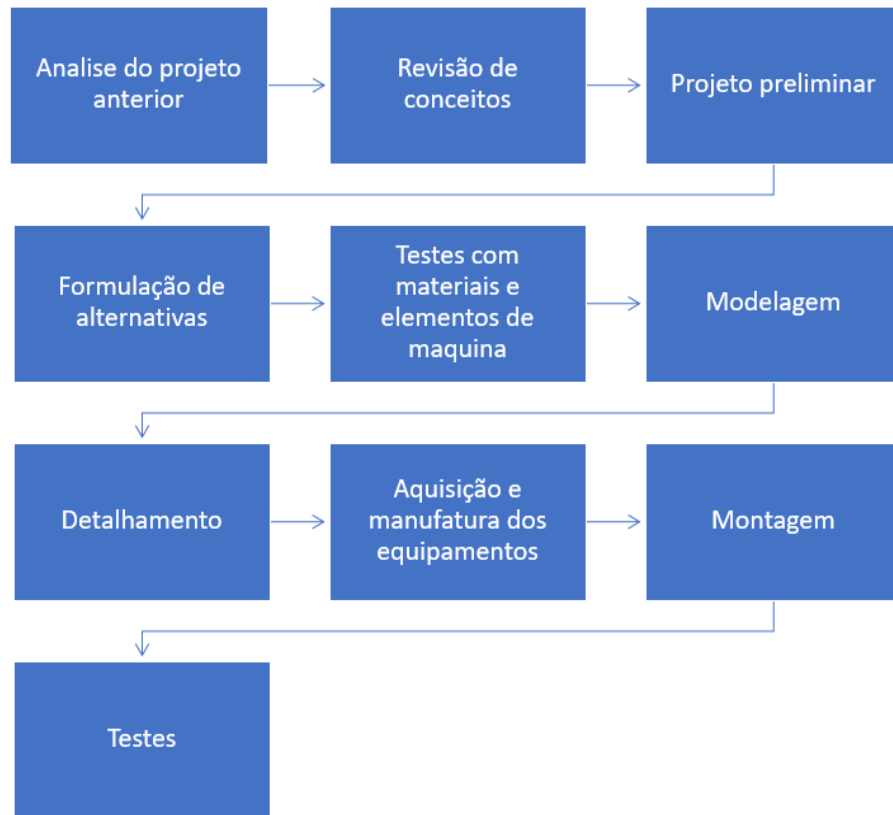 Analise do projeto
anterior
Revisão de
conceitos
Projeto preliminar
Formulação de
alternativas
Testes com
materiais e
elementos de
maquina
Modelagem
Detalhamento
Aquisição e
manufatura dos
equipamentos
Montagem
Testes